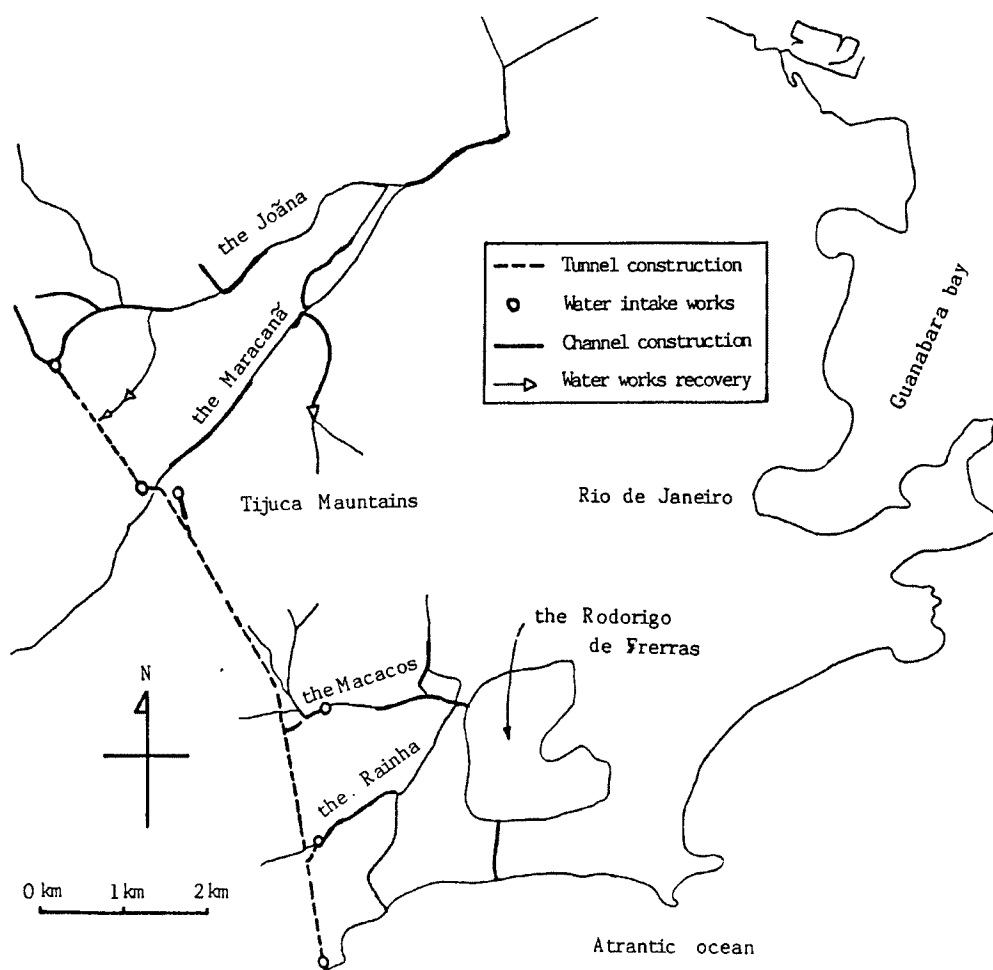 the Joãna
the Maracanã
Tunnel construction
Water intake works
Channel construction
Water works recovery
Guanabara bay
Tijuca Mauntains
Rio de Janeiro
the Rodorigo
de Frerras
N
the Macacos
the. Rainha
0 km 1 km 2 km
Atrantic ocean